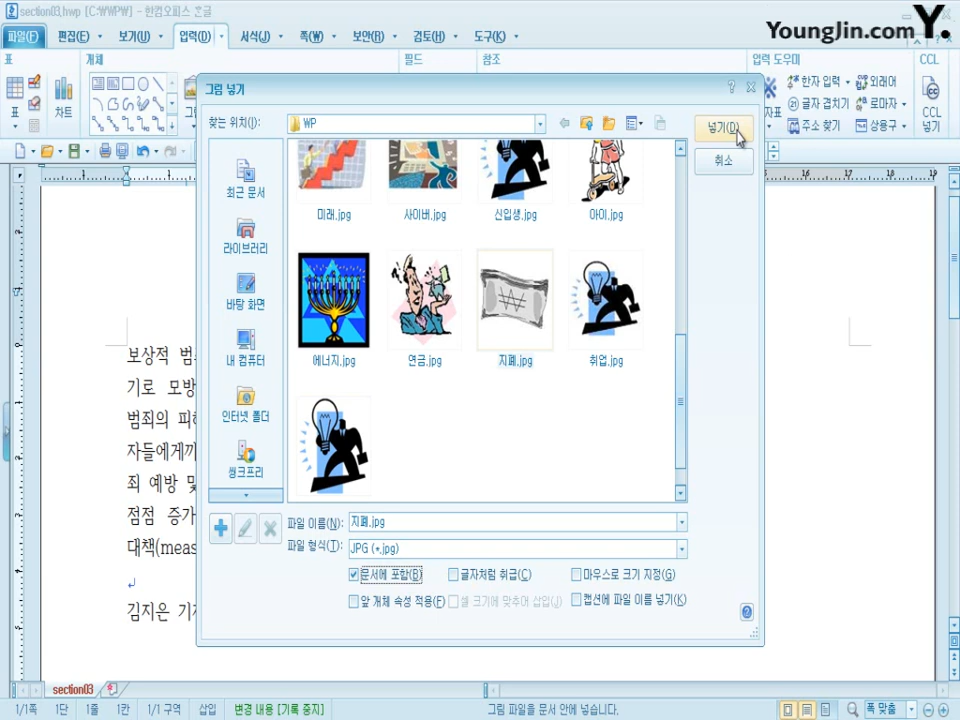 section03.hwp [C:₩WPW] - 한컴오피스 한글
YoungJin.com Y.
파일(F) 편집(E) 보기(U) 입력(D) 서식(J) 쪽(W) 보안(B) 검토(H) 도구(K)
표 개체 필드 참조 입력 도우미 CCL
표 차트 그림
한자 입력 외래어
글자 겹치기 로마자
주소 찾기 상용구
CCL 넣기
그림 넣기
찾는 위치(I): WP
넣기(D)
취소
최근 문서
라이브러리
바탕 화면
내 컴퓨터
인터넷 폴더
씽크프리
미래.jpg 사이버.jpg 신입생.jpg 아이.jpg
에너지.jpg 연금.jpg 지폐.jpg 취업.jpg
파일 이름(N): 지폐.jpg
파일 형식(T): JPG (*.jpg)
문서에 포함(B) 글자처럼 취급(C) 마우스로 크기 지정(G)
앞 개체 속성 적용(F) 셀 크기에 맞추어 삽입(J) 캡션에 파일 이름 넣기(K)
1 1 15 16 17 18 19
보상적
기로 모방
범죄의 피해
자들에게
죄 예방 및
점점 증가
대책(meas
김지은
section03
1/1쪽 1단 1줄 1칸 1/1 구역 삽입 변경 내용 [기록 중지] 그림 파일을 문서 안에 넣습니다. 폭 맞춤